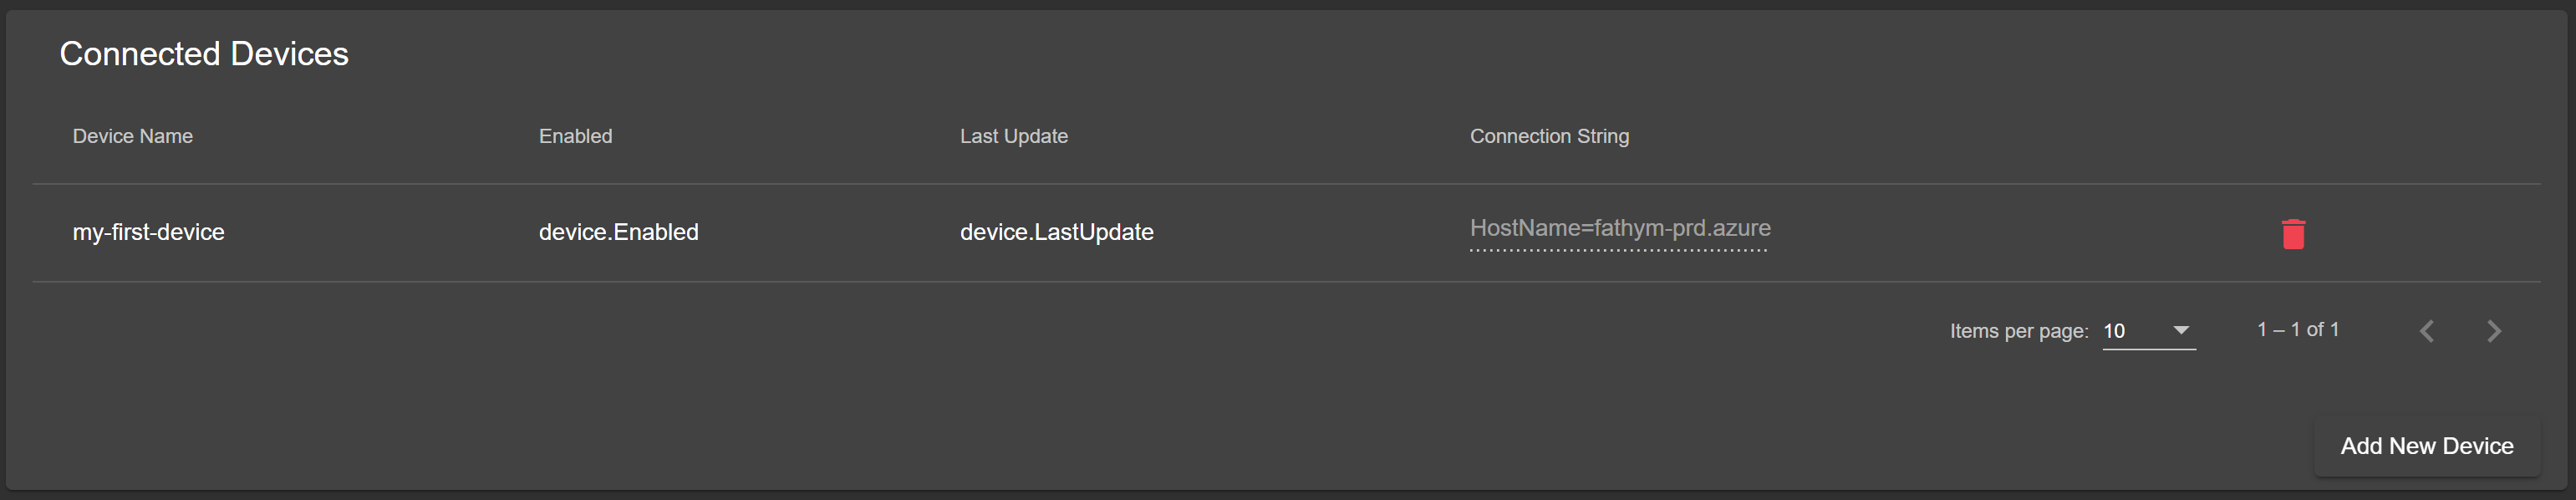 Connected Devices
Device Name Enabled Last Update Connection String
my-first-device device.Enabled device.LastUpdate HostName=fathym-prd.azure
Items per page: 10 1 – 1 of 1
Add New Device